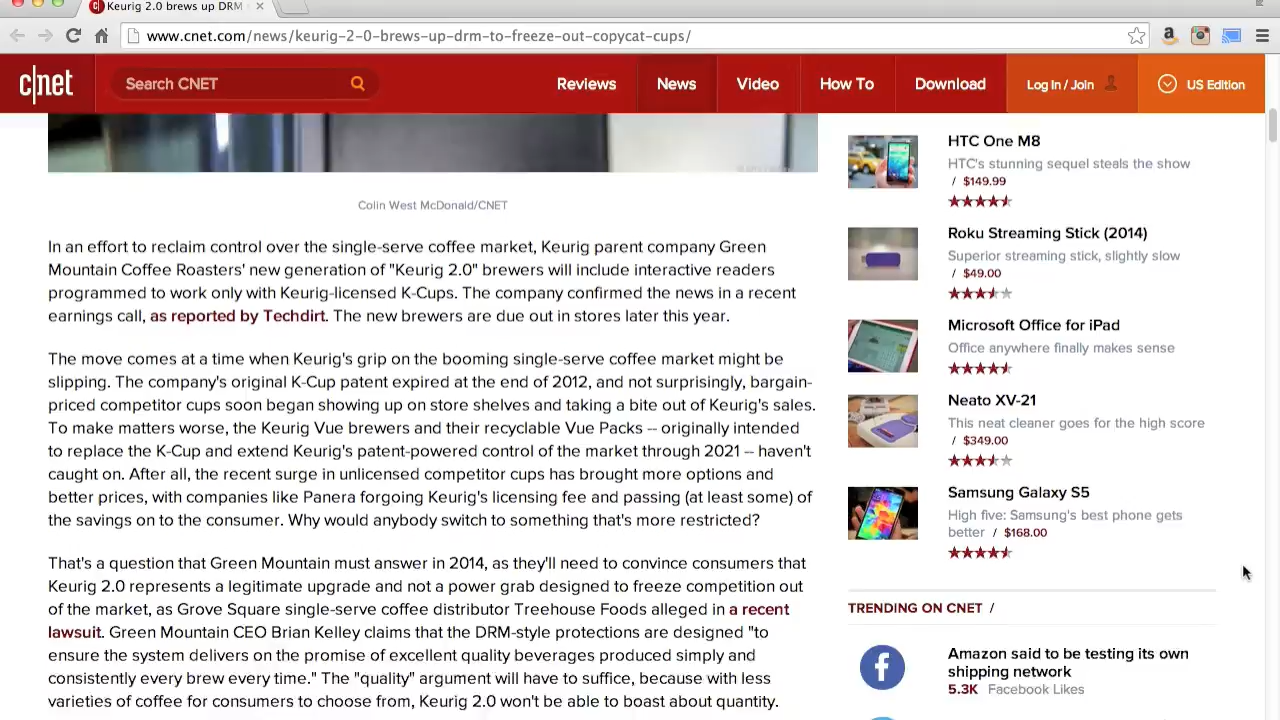 Keurig 2.0 brews up DRM
www.cnet.com/news/keurig-2-0-brews-up-drm-to-freeze-out-copycat-cups/
c|net
Search CNET
Reviews
News
Video
How To
Download
Log In / Join
US Edition
Colin West McDonald/CNET
In an effort to reclaim control over the single-serve coffee market, Keurig parent company Green
Mountain Coffee Roasters' new generation of "Keurig 2.0" brewers will include interactive readers
programmed to work only with Keurig-licensed K-Cups. The company confirmed the news in a recent
earnings call, as reported by Techdirt. The new brewers are due out in stores later this year.
The move comes at a time when Keurig's grip on the booming single-serve coffee market might be
slipping. The company's original K-Cup patent expired at the end of 2012, and not surprisingly, bargain-
priced competitor cups soon began showing up on store shelves and taking a bite out of Keurig's sales.
To make matters worse, the Keurig Vue brewers and their recyclable Vue Packs -- originally intended
to replace the K-Cup and extend Keurig's patent-powered control of the market through 2021 -- haven't
caught on. After all, the recent surge in unlicensed competitor cups has brought more options and
better prices, with companies like Panera forgoing Keurig's licensing fee and passing (at least some) of
the savings on to the consumer. Why would anybody switch to something that's more restricted?
That's a question that Green Mountain must answer in 2014, as they'll need to convince consumers that
Keurig 2.0 represents a legitimate upgrade and not a power grab designed to freeze competition out
of the market, as Grove Square single-serve coffee distributor Treehouse Foods alleged in a recent
lawsuit. Green Mountain CEO Brian Kelley claims that the DRM-style protections are designed "to
ensure the system delivers on the promise of excellent quality beverages produced simply and
consistently every brew every time." The "quality" argument will have to suffice, because with less
varieties of coffee for consumers to choose from, Keurig 2.0 won't be able to boast about quantity.
HTC One M8
HTC's stunning sequel steals the show
/ $149.99
Roku Streaming Stick (2014)
Superior streaming stick, slightly slow
/ $49.00
Microsoft Office for iPad
Office anywhere finally makes sense
Neato XV-21
This neat cleaner goes for the high score
/ $349.00
Samsung Galaxy S5
High five: Samsung's best phone gets
better / $168.00
TRENDING ON CNET /
Amazon said to be testing its own
shipping network
5.3K Facebook Likes